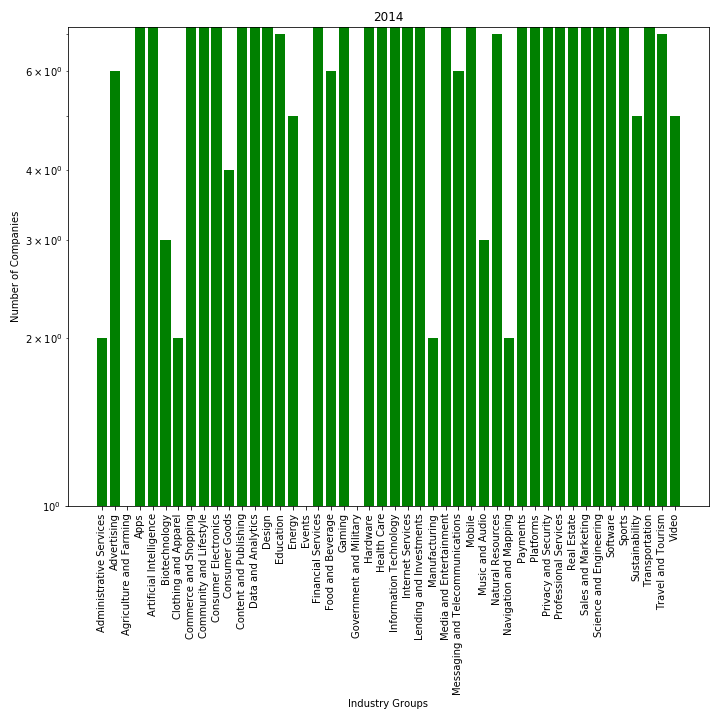 2014
Number of Companies
6 × 10⁰
4 × 10⁰
3 × 10⁰
2 × 10⁰
10⁰
Administrative Services
Advertising
Agriculture and Farming
Apps
Artificial Intelligence
Biotechnology
Clothing and Apparel
Commerce and Shopping
Community and Lifestyle
Consumer Electronics
Consumer Goods
Content and Publishing
Data and Analytics
Design
Education
Energy
Events
Financial Services
Food and Beverage
Gaming
Government and Military
Hardware
Health Care
Information Technology
Internet Services
Lending and Investments
Manufacturing
Media and Entertainment
Messaging and Telecommunications
Mobile
Music and Audio
Natural Resources
Navigation and Mapping
Payments
Platforms
Privacy and Security
Professional Services
Real Estate
Sales and Marketing
Science and Engineering
Software
Sports
Sustainability
Transportation
Travel and Tourism
Video
Industry Groups